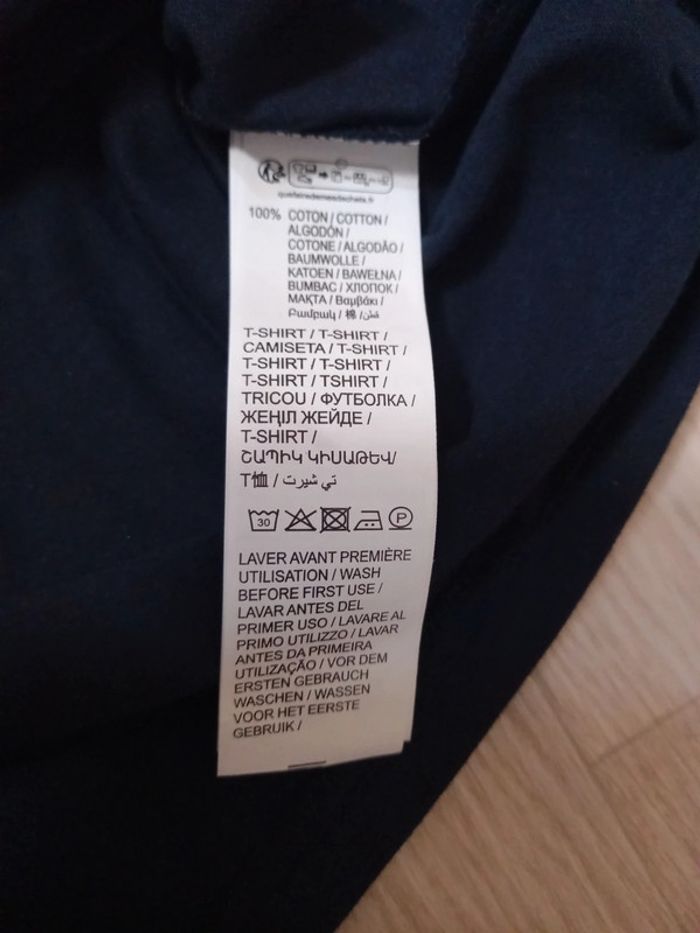 quefairedemesdechets.fr
100% COTON / COTTON /
ALGODÓN /
COTONE / ALGODÃO /
BAUMWOLLE /
KATOEN / BAWEŁNA /
BUMBAC / ХЛОПОК /
МАҚТА / Βαμβάκι /
Բամբակ / 棉 / قطن
T-SHIRT / T-SHIRT /
CAMISETA / T-SHIRT /
T-SHIRT / T-SHIRT /
T-SHIRT / TSHIRT /
TRICOU / ФУТБОЛКА /
ЖЕҢІЛ ЖЕЙДЕ /
T-SHIRT /
ՇԱՊԻԿ ԿԻՍԱԹԵՎ/
T恤 / تي شيرت
30 P
LAVER AVANT PREMIÈRE
UTILISATION / WASH
BEFORE FIRST USE /
LAVAR ANTES DEL
PRIMER USO / LAVARE AL
PRIMO UTILIZZO / LAVAR
ANTES DA PRIMEIRA
UTILIZAÇÃO / VOR DEM
ERSTEN GEBRAUCH
WASCHEN / WASSEN
VOOR HET EERSTE
GEBRUIK /